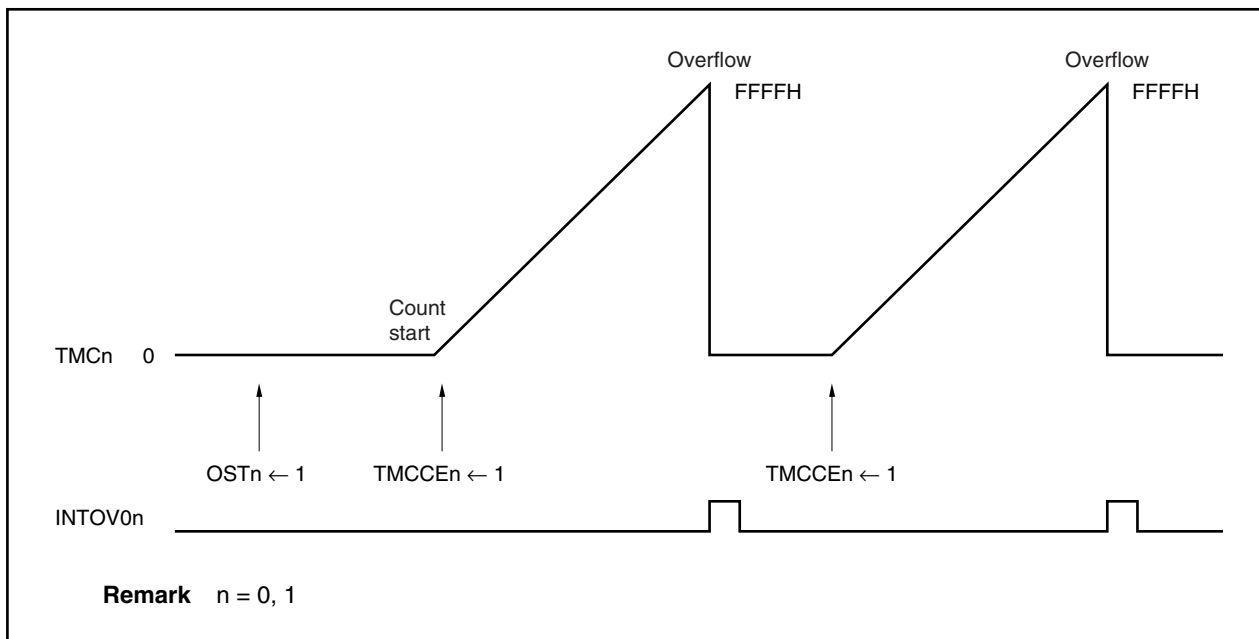 Overflow
Overflow
FFFFH
FFFFH
Count
start
TMCn 0
OSTn ← 1
TMCCEn ← 1
TMCCEn ← 1
INTOV0n
Remark n = 0, 1